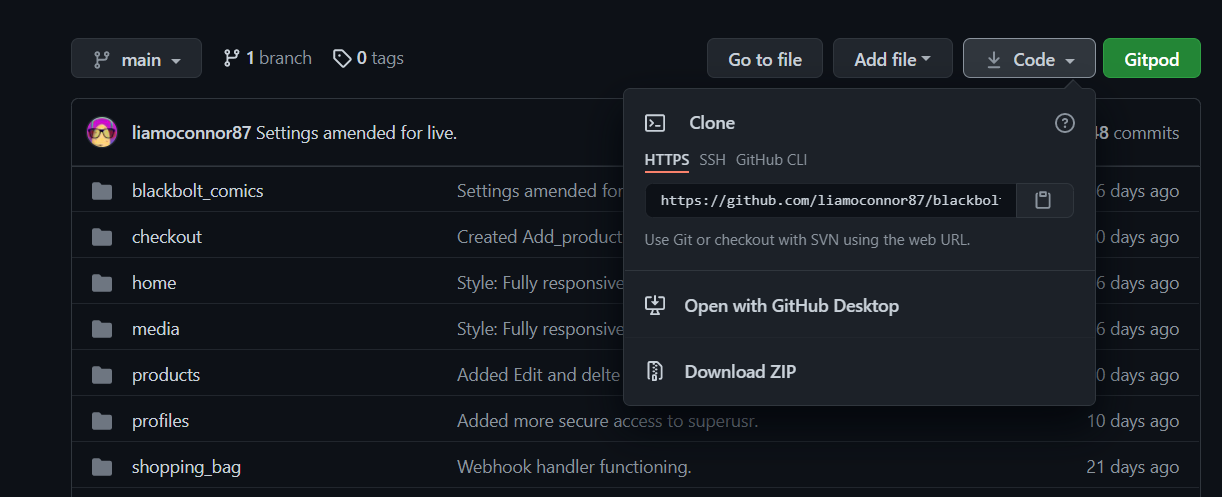 main 1 branch 0 tags Go to file Add file Code Gitpod
liamoconnor87 Settings amended for live. commits
Clone
HTTPS SSH GitHub CLI
blackbolt_comics Settings amended for 6 days ago
https://github.com/liamoconnor87/blackbol
checkout Created Add_product 0 days ago
Use Git or checkout with SVN using the web URL.
home Style: Fully responsive 6 days ago
Open with GitHub Desktop
media Style: Fully responsive 6 days ago
products Added Edit and delte 0 days ago
Download ZIP
profiles Added more secure access to superusr. 10 days ago
shopping_bag Webhook handler functioning. 21 days ago